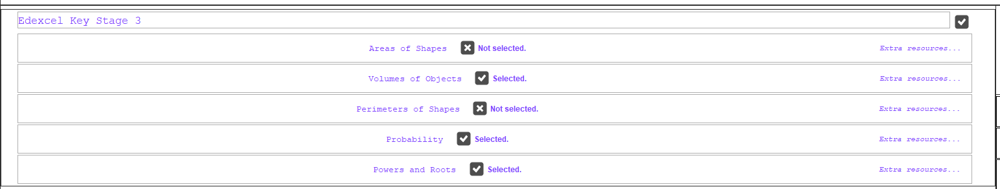 Edexcel Key Stage 3
Areas of Shapes Not selected. Extra resources...
Volumes of Objects Selected. Extra resources...
Perimeters of Shapes Not selected. Extra resources...
Probability Selected. Extra resources...
Powers and Roots Selected. Extra resources...